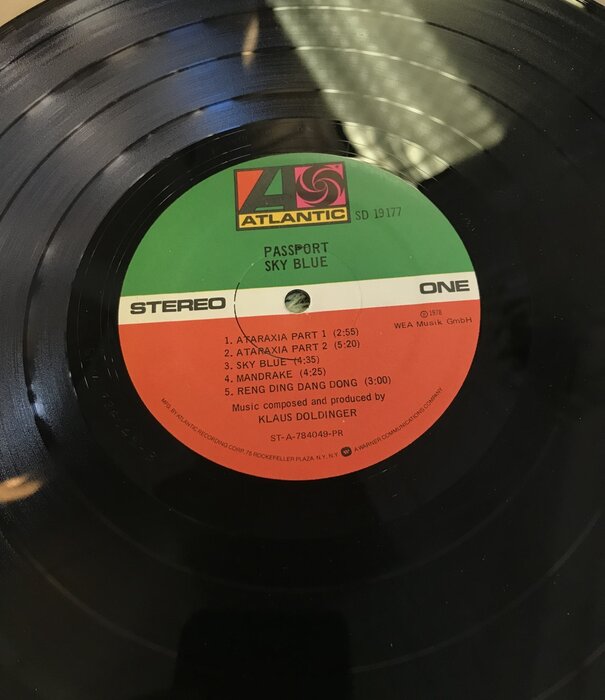 ATLANTIC
SD 19177
PASSPORT
SKY BLUE
STEREO
ONE
℗ 1978
WEA Musik GmbH
1. ATARAXIA PART 1 (2:55)
2. ATARAXIA PART 2 (5:20)
3. SKY BLUE (4:35)
4. MANDRAKE (4:25)
5. RENG DING DANG DONG (3:00)
Music composed and produced by
KLAUS DOLDINGER
ST-A-784049-PR
MFG. BY ATLANTIC RECORDING CORP. 75 ROCKEFELLER PLAZA, N.Y., N.Y. A WARNER COMMUNICATIONS COMPANY